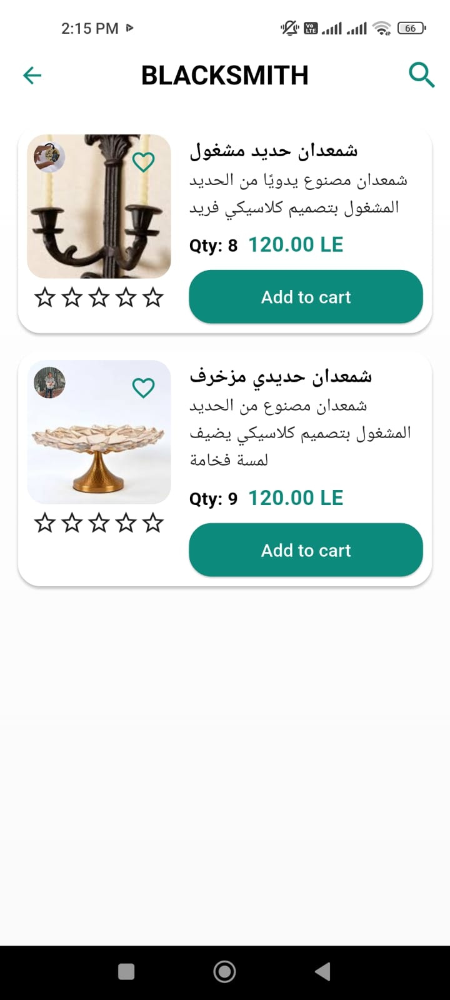 2:15 PM
Vo LTE
66
BLACKSMITH
شمعدان حديد مشغول
شمعدان مصنوع يدويًا من الحديد
المشغول بتصميم كلاسيكي فريد
Qty: 8 120.00 LE
Add to cart
شمعدان حديدي مزخرف
شمعدان مصنوع من الحديد
المشغول بتصميم كلاسيكي يضيف
لمسة فخامة
Qty: 9 120.00 LE
Add to cart